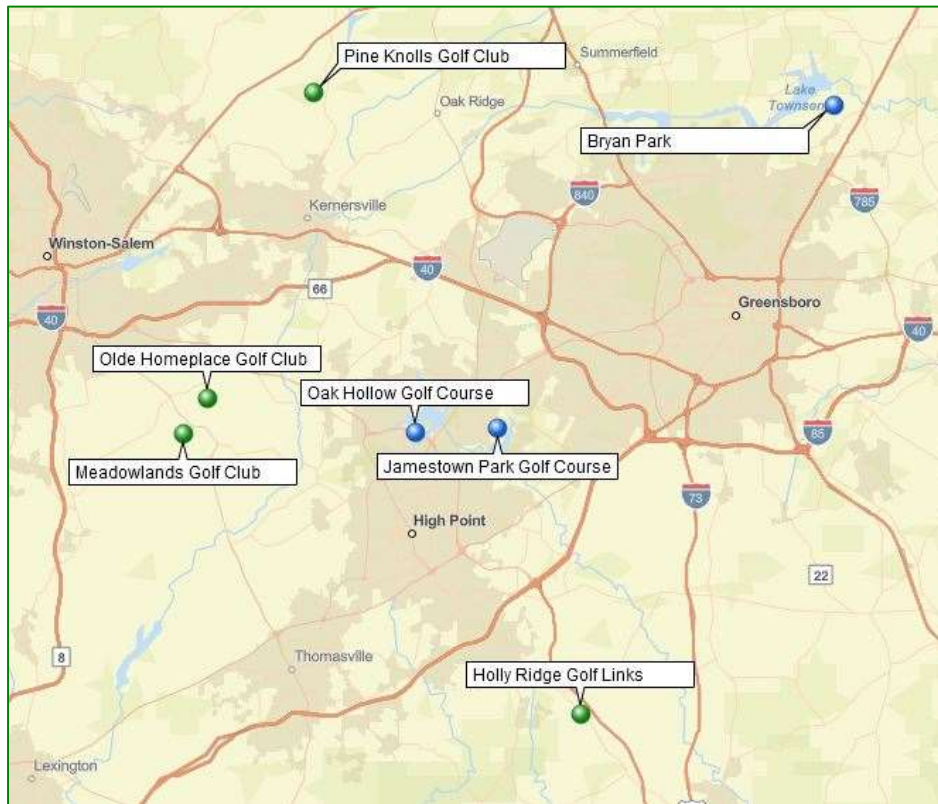 Pine Knolls Golf Club
Summerfield
Oak Ridge
Lake
Townsen
Bryan Park
840
785
Kernersville
Winston-Salem
40
66
Greensboro
40
40
Olde Homeplace Golf Club
Oak Hollow Golf Course
85
Meadowlands Golf Club
Jamestown Park Golf Course
73
High Point
22
8
Thomasville
Holly Ridge Golf Links
Lexington